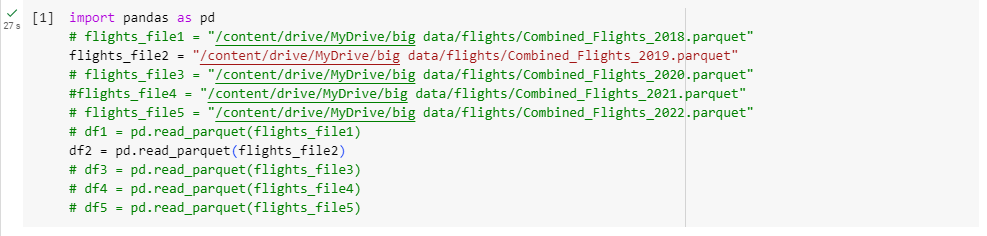 [1] import pandas as pd
# flights_file1 = "/content/drive/MyDrive/big data/flights/Combined_Flights_2018.parquet"
flights_file2 = "/content/drive/MyDrive/big data/flights/Combined_Flights_2019.parquet"
# flights_file3 = "/content/drive/MyDrive/big data/flights/Combined_Flights_2020.parquet"
#flights_file4 = "/content/drive/MyDrive/big data/flights/Combined_Flights_2021.parquet"
# flights_file5 = "/content/drive/MyDrive/big data/flights/Combined_Flights_2022.parquet"
# df1 = pd.read_parquet(flights_file1)
df2 = pd.read_parquet(flights_file2)
# df3 = pd.read_parquet(flights_file3)
# df4 = pd.read_parquet(flights_file4)
# df5 = pd.read_parquet(flights_file5)
27 s